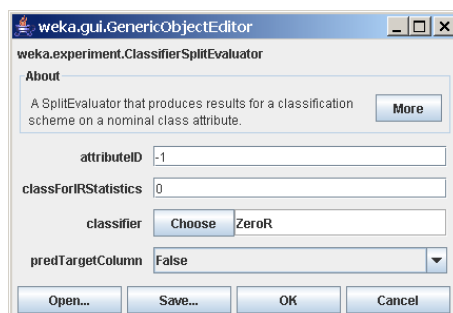 weka.gui.GenericObjectEditor
weka.experiment.ClassifierSplitEvaluator
About
A SplitEvaluator that produces results for a classification
scheme on a nominal class attribute.
More
attributeID -1
classForIRStatistics 0
classifier Choose ZeroR
predTargetColumn False
Open... Save... OK Cancel